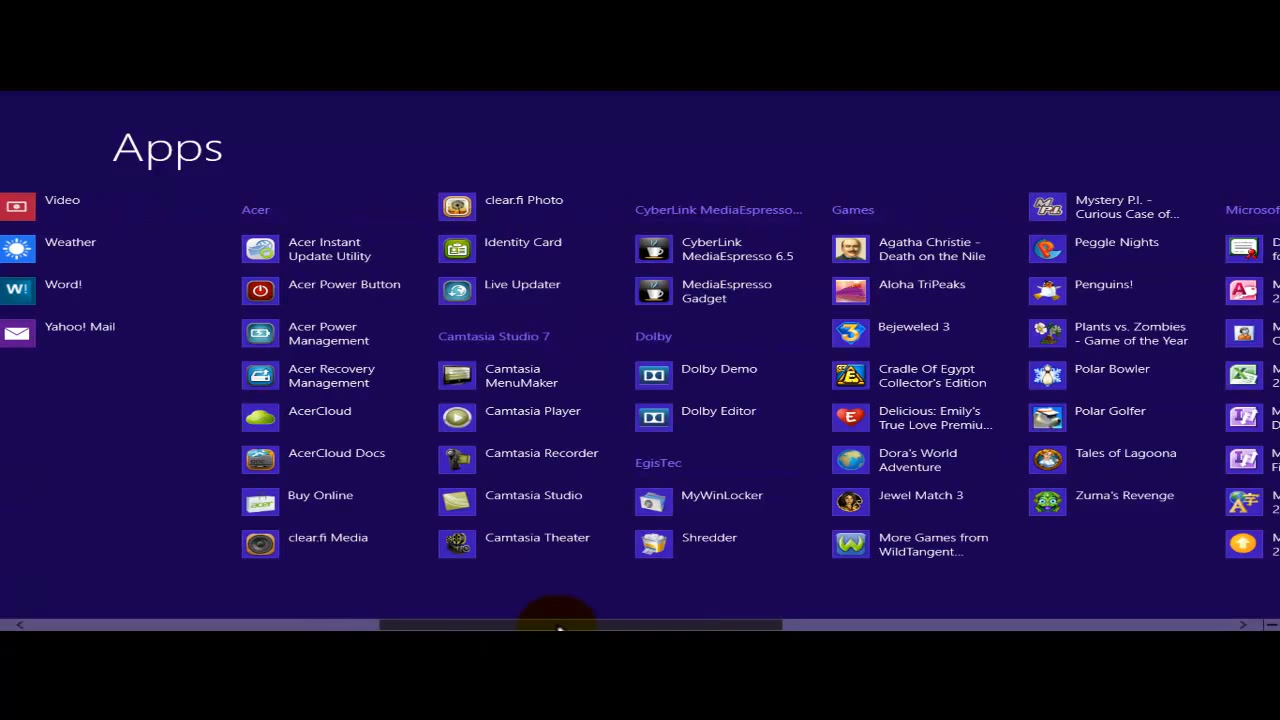 Apps
Video
Weather
Word!
Yahoo! Mail
Acer
Acer Instant
Update Utility
Acer Power Button
Acer Power
Management
Acer Recovery
Management
AcerCloud
AcerCloud Docs
Buy Online
clear.fi Media
clear.fi Photo
Identity Card
Live Updater
Camtasia Studio 7
Camtasia
MenuMaker
Camtasia Player
Camtasia Recorder
Camtasia Studio
Camtasia Theater
CyberLink MediaEspresso...
CyberLink
MediaEspresso 6.5
MediaEspresso
Gadget
Dolby
Dolby Demo
Dolby Editor
EgisTec
MyWinLocker
Shredder
Games
Agatha Christie -
Death on the Nile
Aloha TriPeaks
Bejeweled 3
Cradle Of Egypt
Collector's Edition
Delicious: Emily's
True Love Premiu...
Dora's World
Adventure
Jewel Match 3
More Games from
WildTangent...
Mystery P.I. -
Curious Case of...
Peggle Nights
Penguins!
Plants vs. Zombies
- Game of the Year
Polar Bowler
Polar Golfer
Tales of Lagoona
Zuma's Revenge
Microsof